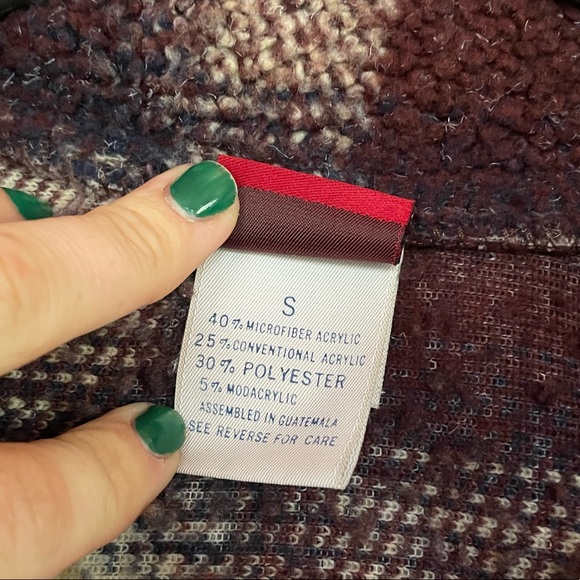 S
40% MICROFIBER ACRYLIC
25% CONVENTIONAL ACRYLIC
30% POLYESTER
5% MODACRYLIC
ASSEMBLED IN GUATEMALA
SEE REVERSE FOR CARE